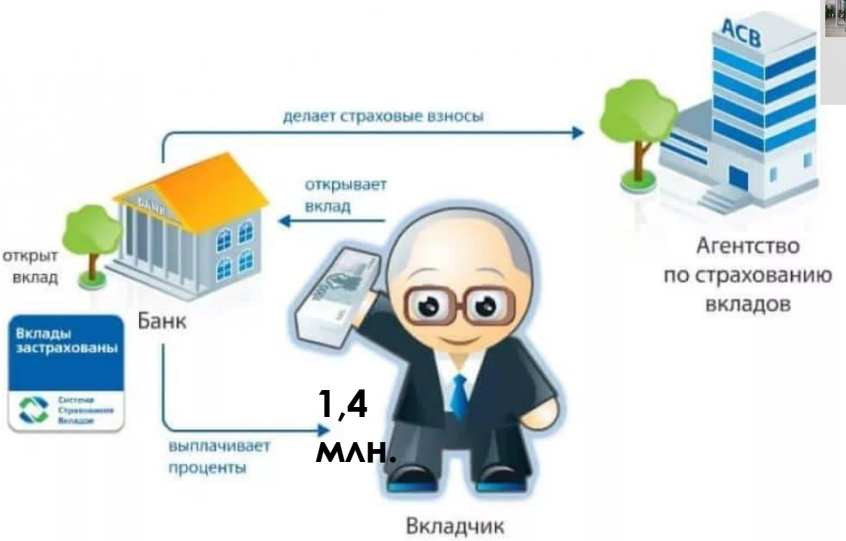 АСВ
делает страховые взносы
открывает
вклад
БАНК
открыт
вклад
Агентство
по страхованию
вкладов
Банк
Вклады
застрахованы
Система
Страхования
Вкладов
1,4
млн.
выплачивает
проценты
Вкладчик